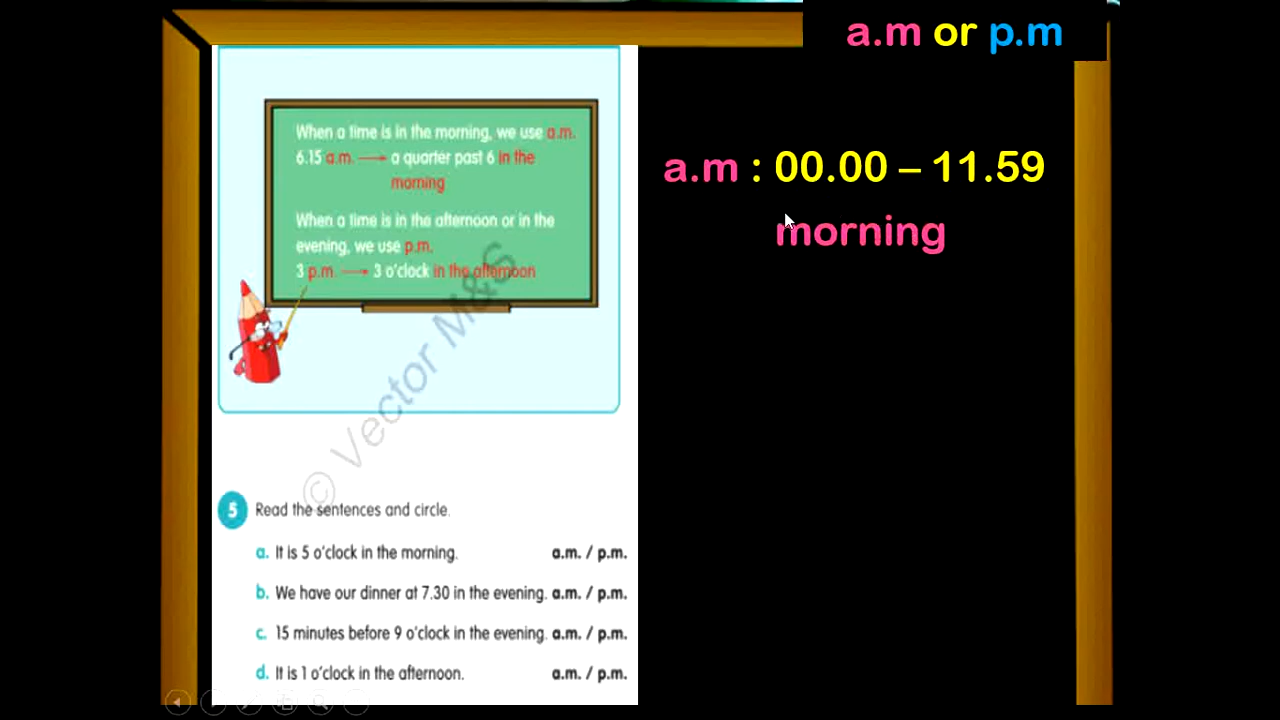 a.m or p.m
When a time is in the morning, we use a.m.
6.15 a.m. → a quarter past 6 in the
morning
When a time is in the afternoon or in the
evening, we use p.m.
3 p.m. → 3 o'clock in the afternoon
© Vector M&S
5 Read the sentences and circle.
a. It is 5 o'clock in the morning. a.m. / p.m.
b. We have our dinner at 7.30 in the evening. a.m. / p.m.
c. 15 minutes before 9 o'clock in the evening. a.m. / p.m.
d. It is 1 o'clock in the afternoon. a.m. / p.m.
a.m : 00.00 – 11.59
morning